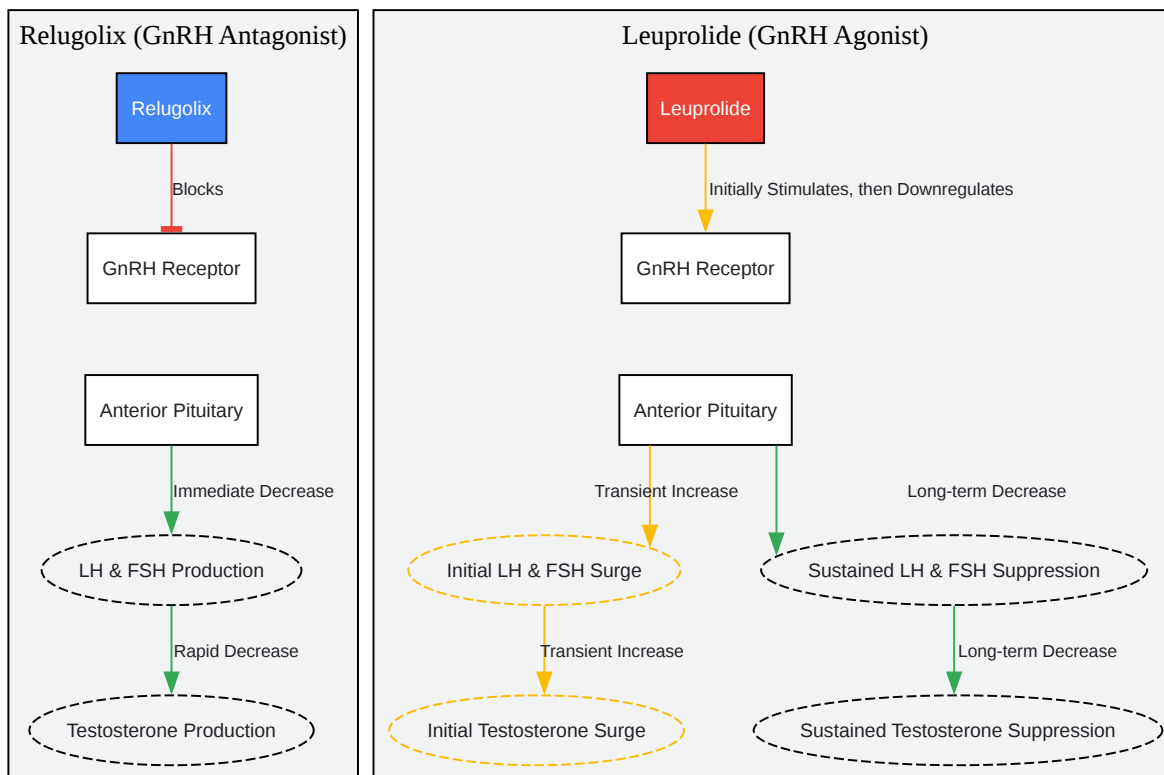 Relugolix (GnRH Antagonist)
Relugolix
Blocks
GnRH Receptor
Anterior Pituitary
Immediate Decrease
LH & FSH Production
Rapid Decrease
Testosterone Production
Leuprolide (GnRH Agonist)
Leuprolide
Initially Stimulates, then Downregulates
GnRH Receptor
Anterior Pituitary
Transient Increase
Long-term Decrease
Initial LH & FSH Surge
Sustained LH & FSH Suppression
Transient Increase
Long-term Decrease
Initial Testosterone Surge
Sustained Testosterone Suppression